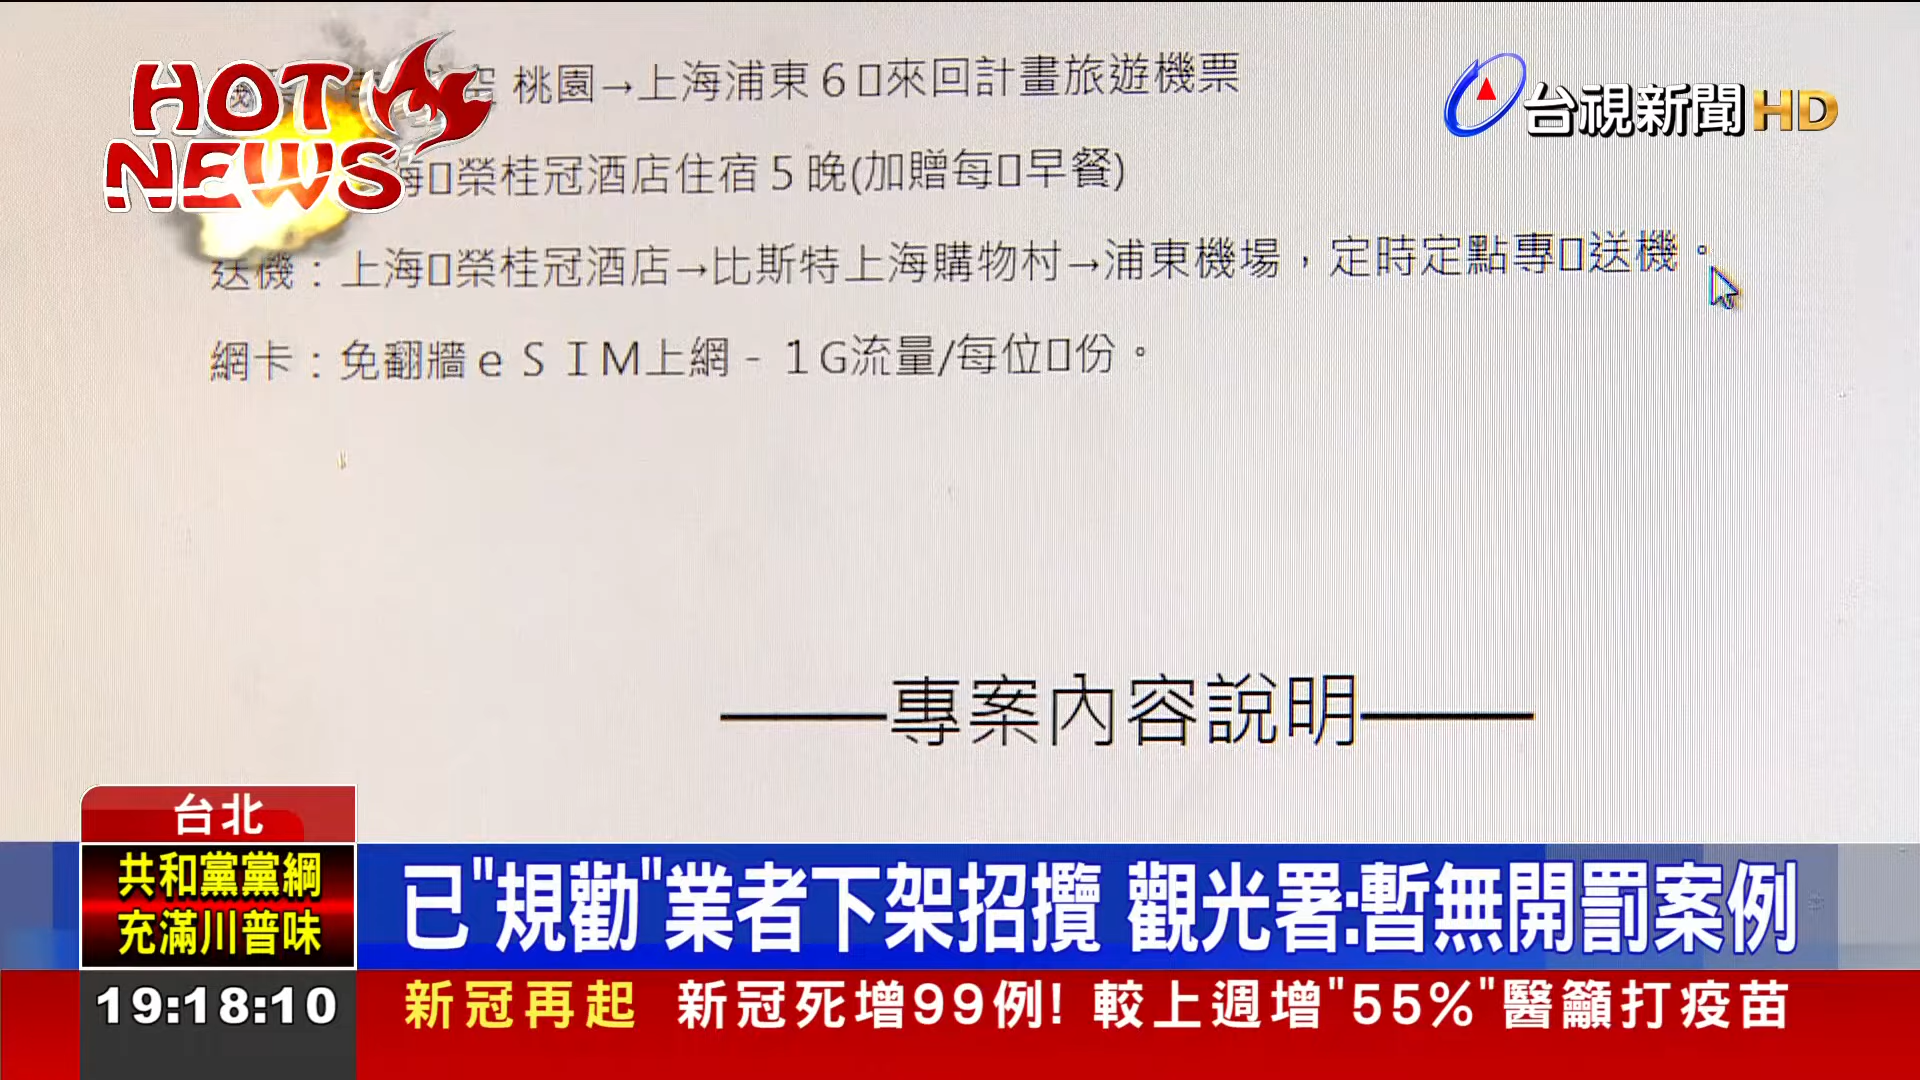 HOT NEWS
台視新聞HD
桃園→上海浦東６▯來回計畫旅遊機票
海▯榮桂冠酒店住宿５晚(加贈每▯早餐)
送機：上海▯榮桂冠酒店→比斯特上海購物村→浦東機場，定時定點專▯送機。
網卡：免翻牆ｅＳＩＭ上網－１G流量/每位▯份。
——專案內容說明——
台北
共和黨黨綱
充滿川普味
已"規勸"業者下架招攬 觀光署:暫無開罰案例
19:18:10
新冠再起 新冠死增99例! 較上週增"55%"醫籲打疫苗